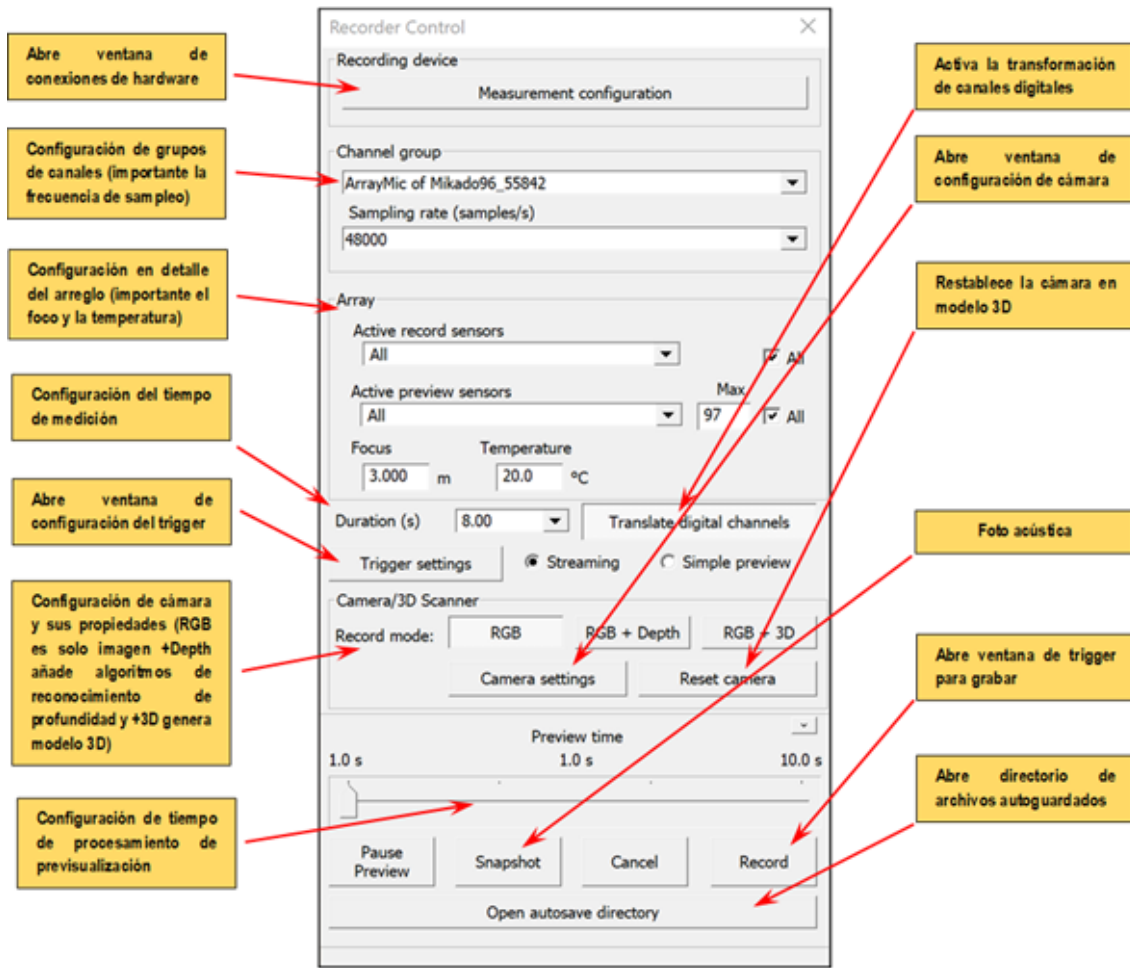 Abre ventana de
conexiones de hardware
Configuración de grupos
de canales (importante la
frecuencia de sampleo)
Configuración en detalle
del arreglo (importante el
foco y la temperatura)
Configuración del tiempo
de medición
Abre ventana de
configuración del trigger
Configuración de cámara
y sus propiedades (RGB
es solo imagen +Depth
añade algoritmos de
reconocimiento de
profundidad y +3D genera
modelo 3D)
Configuración de tiempo
de procesamiento de
previsualización
Recorder Control
Recording device
Measurement configuration
Channel group
ArrayMic of Mikado96_55842
Sampling rate (samples/s)
48000
Array
Active record sensors
All All
Active preview sensors Max
All 97 All
Focus Temperature
3.000 m 20.0 ºC
Duration (s) 8.00 Translate digital channels
Trigger settings Streaming Simple preview
Camera/3D Scanner
Record mode: RGB RGB + Depth RGB + 3D
Camera settings Reset camera
Preview time
1.0 s 1.0 s 10.0 s
Pause
Preview Snapshot Cancel Record
Open autosave directory
Activa la transformación
de canales digitales
Abre ventana de
configuración de cámara
Restablece la cámara en
modelo 3D
Foto acústica
Abre ventana de trigger
para grabar
Abre directorio de
archivos autoguardados